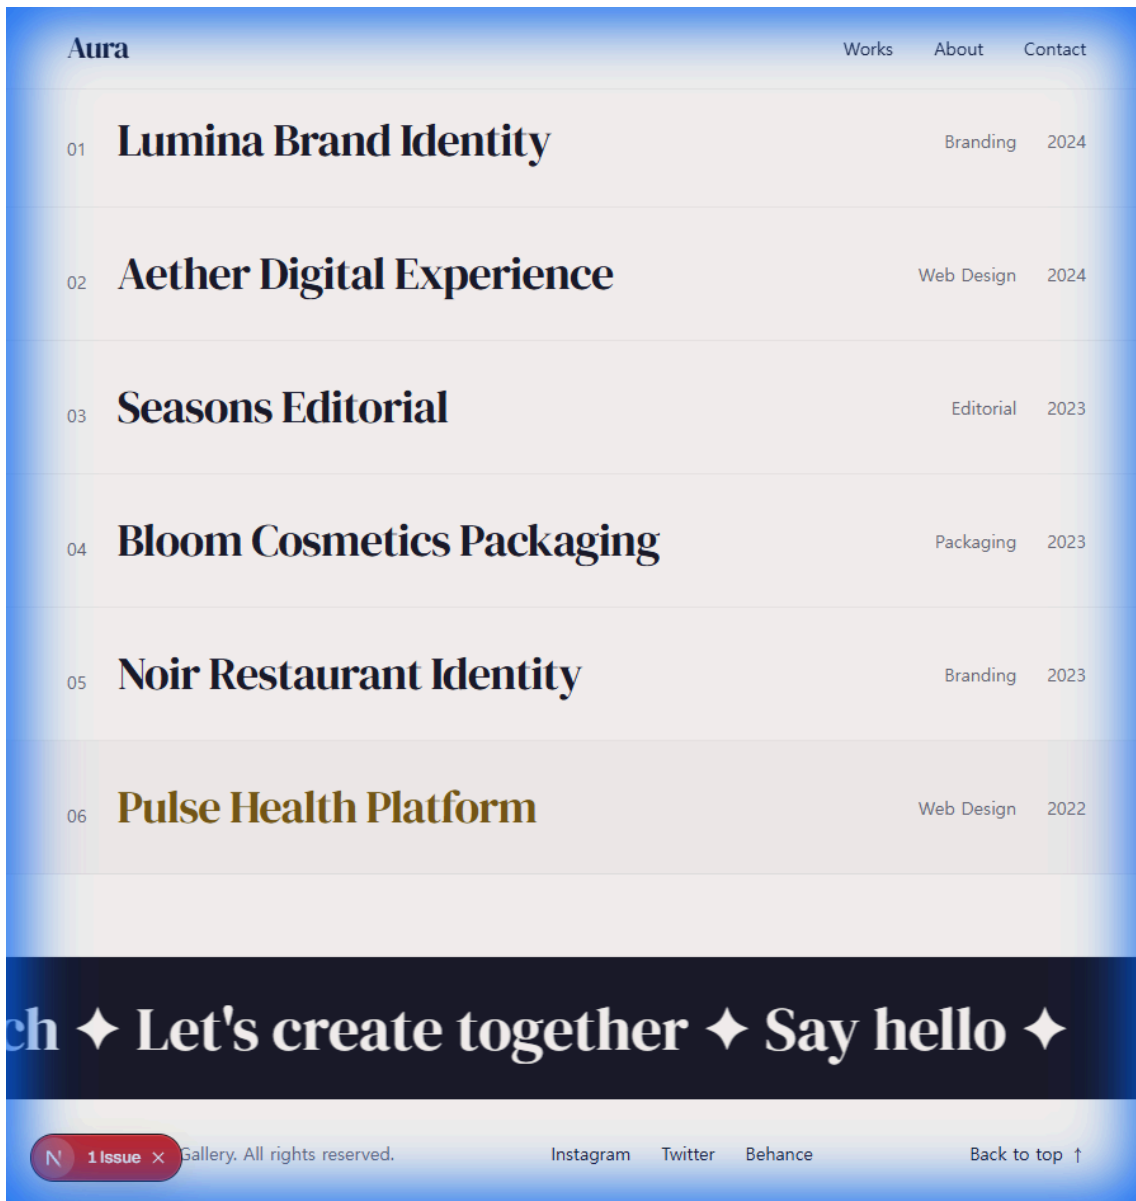 Aura Works About Contact
01 Lumina Brand Identity Branding 2024
02 Aether Digital Experience Web Design 2024
03 Seasons Editorial Editorial 2023
04 Bloom Cosmetics Packaging Packaging 2023
05 Noir Restaurant Identity Branding 2023
06 Pulse Health Platform Web Design 2022
ch ✦ Let's create together ✦ Say hello ✦
N 1 Issue × Gallery. All rights reserved. Instagram Twitter Behance Back to top ↑